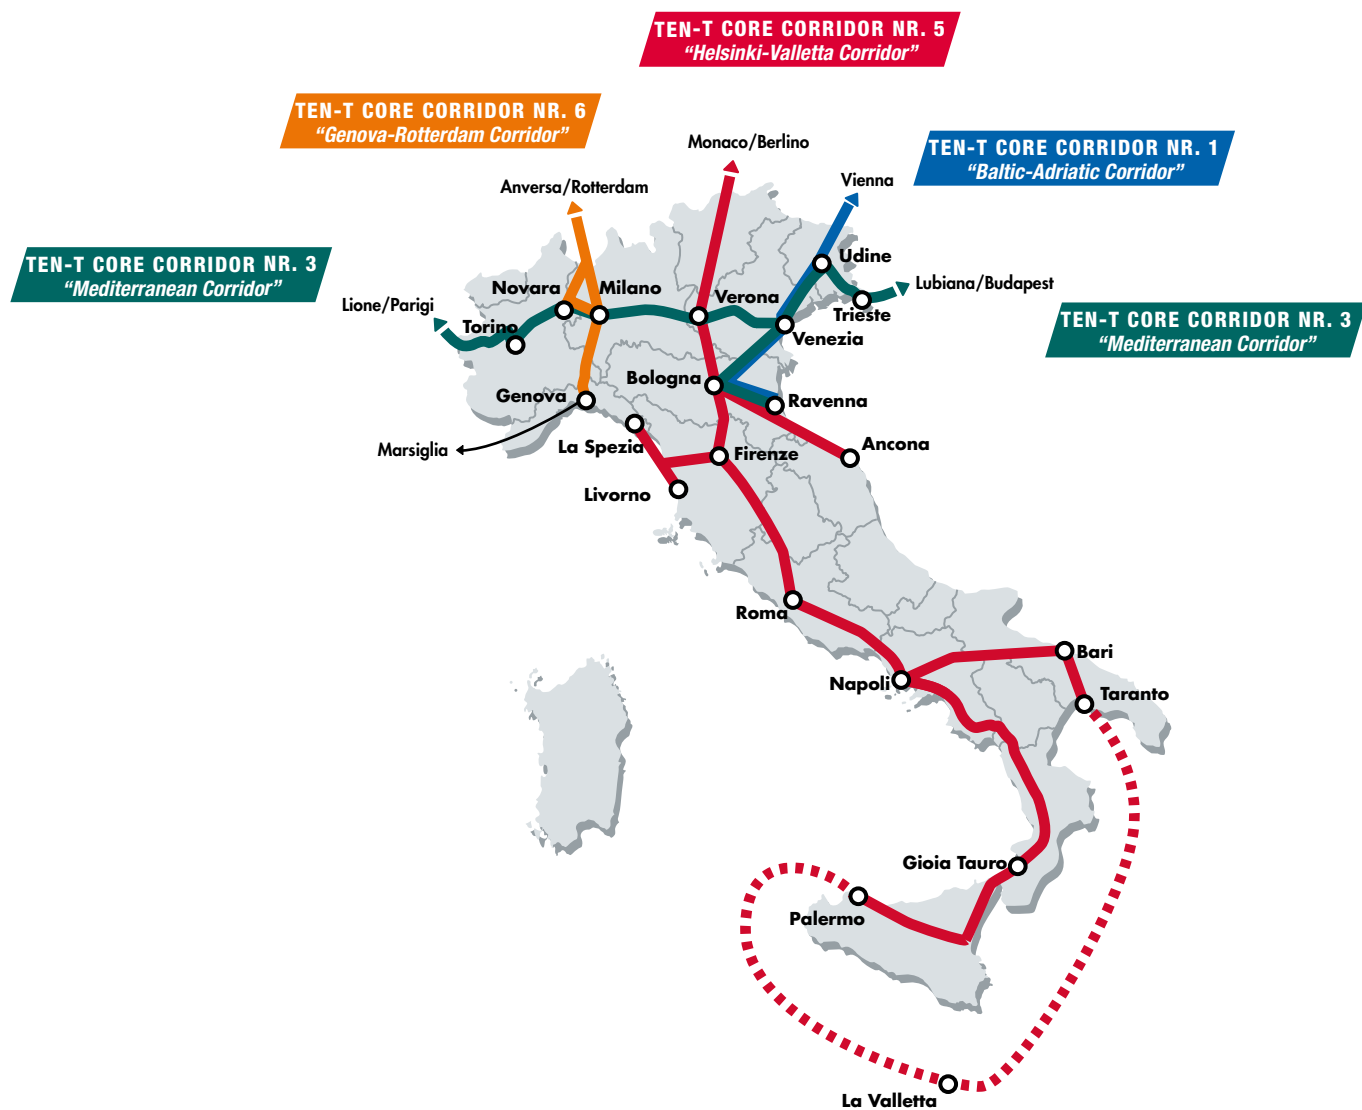 TEN-T CORE CORRIDOR NR. 5
“Helsinki-Valletta Corridor”
TEN-T CORE CORRIDOR NR. 6
“Genova-Rotterdam Corridor”
Monaco/Berlino
TEN-T CORE CORRIDOR NR. 1
“Baltic-Adriatic Corridor”
Anversa/Rotterdam
Vienna
TEN-T CORE CORRIDOR NR. 3
“Mediterranean Corridor”
Udine
Lubiana/Budapest
Novara
Milano
Verona
Lione/Parigi
Trieste
Torino
Venezia
TEN-T CORE CORRIDOR NR. 3
“Mediterranean Corridor”
Bologna
Genova
Ravenna
Marsiglia
La Spezia
Firenze
Ancona
Livorno
Roma
Bari
Napoli
Taranto
Gioia Tauro
Palermo
La Valletta